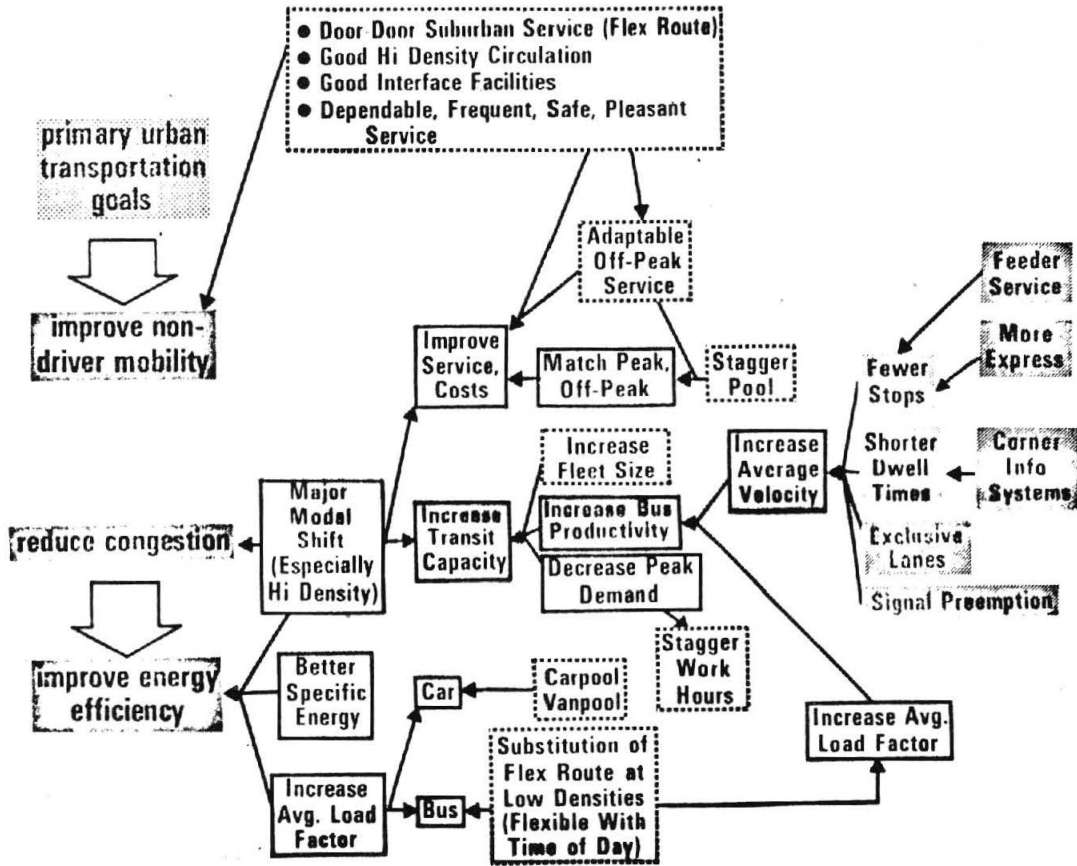 ● Door-Door Suburban Service (Flex Route)
● Good Hi Density Circulation
● Good Interface Facilities
● Dependable, Frequent, Safe, Pleasant
Service
primary urban
transportation
goals
improve non-
driver mobility
Adaptable
Off-Peak
Service
Feeder
Service
More
Express
Improve
Service,
Costs
Match Peak,
Off-Peak
Stagger
Pool
Fewer
Stops
Increase
Fleet Size
Increase
Average
Velocity
Shorter
Dwell
Times
Corner
Info
Systems
Major
Modal
Shift
(Especially
Hi Density)
Increase
Transit
Capacity
Increase Bus
Productivity
reduce congestion
Decrease Peak
Demand
Exclusive
Lanes
Signal Preemption
Stagger
Work
Hours
improve energy
efficiency
Better
Specific
Energy
Car
Carpool
Vanpool
Increase Avg.
Load Factor
Increase
Avg. Load
Factor
Bus
Substitution of
Flex Route at
Low Densities
(Flexible With
Time of Day)